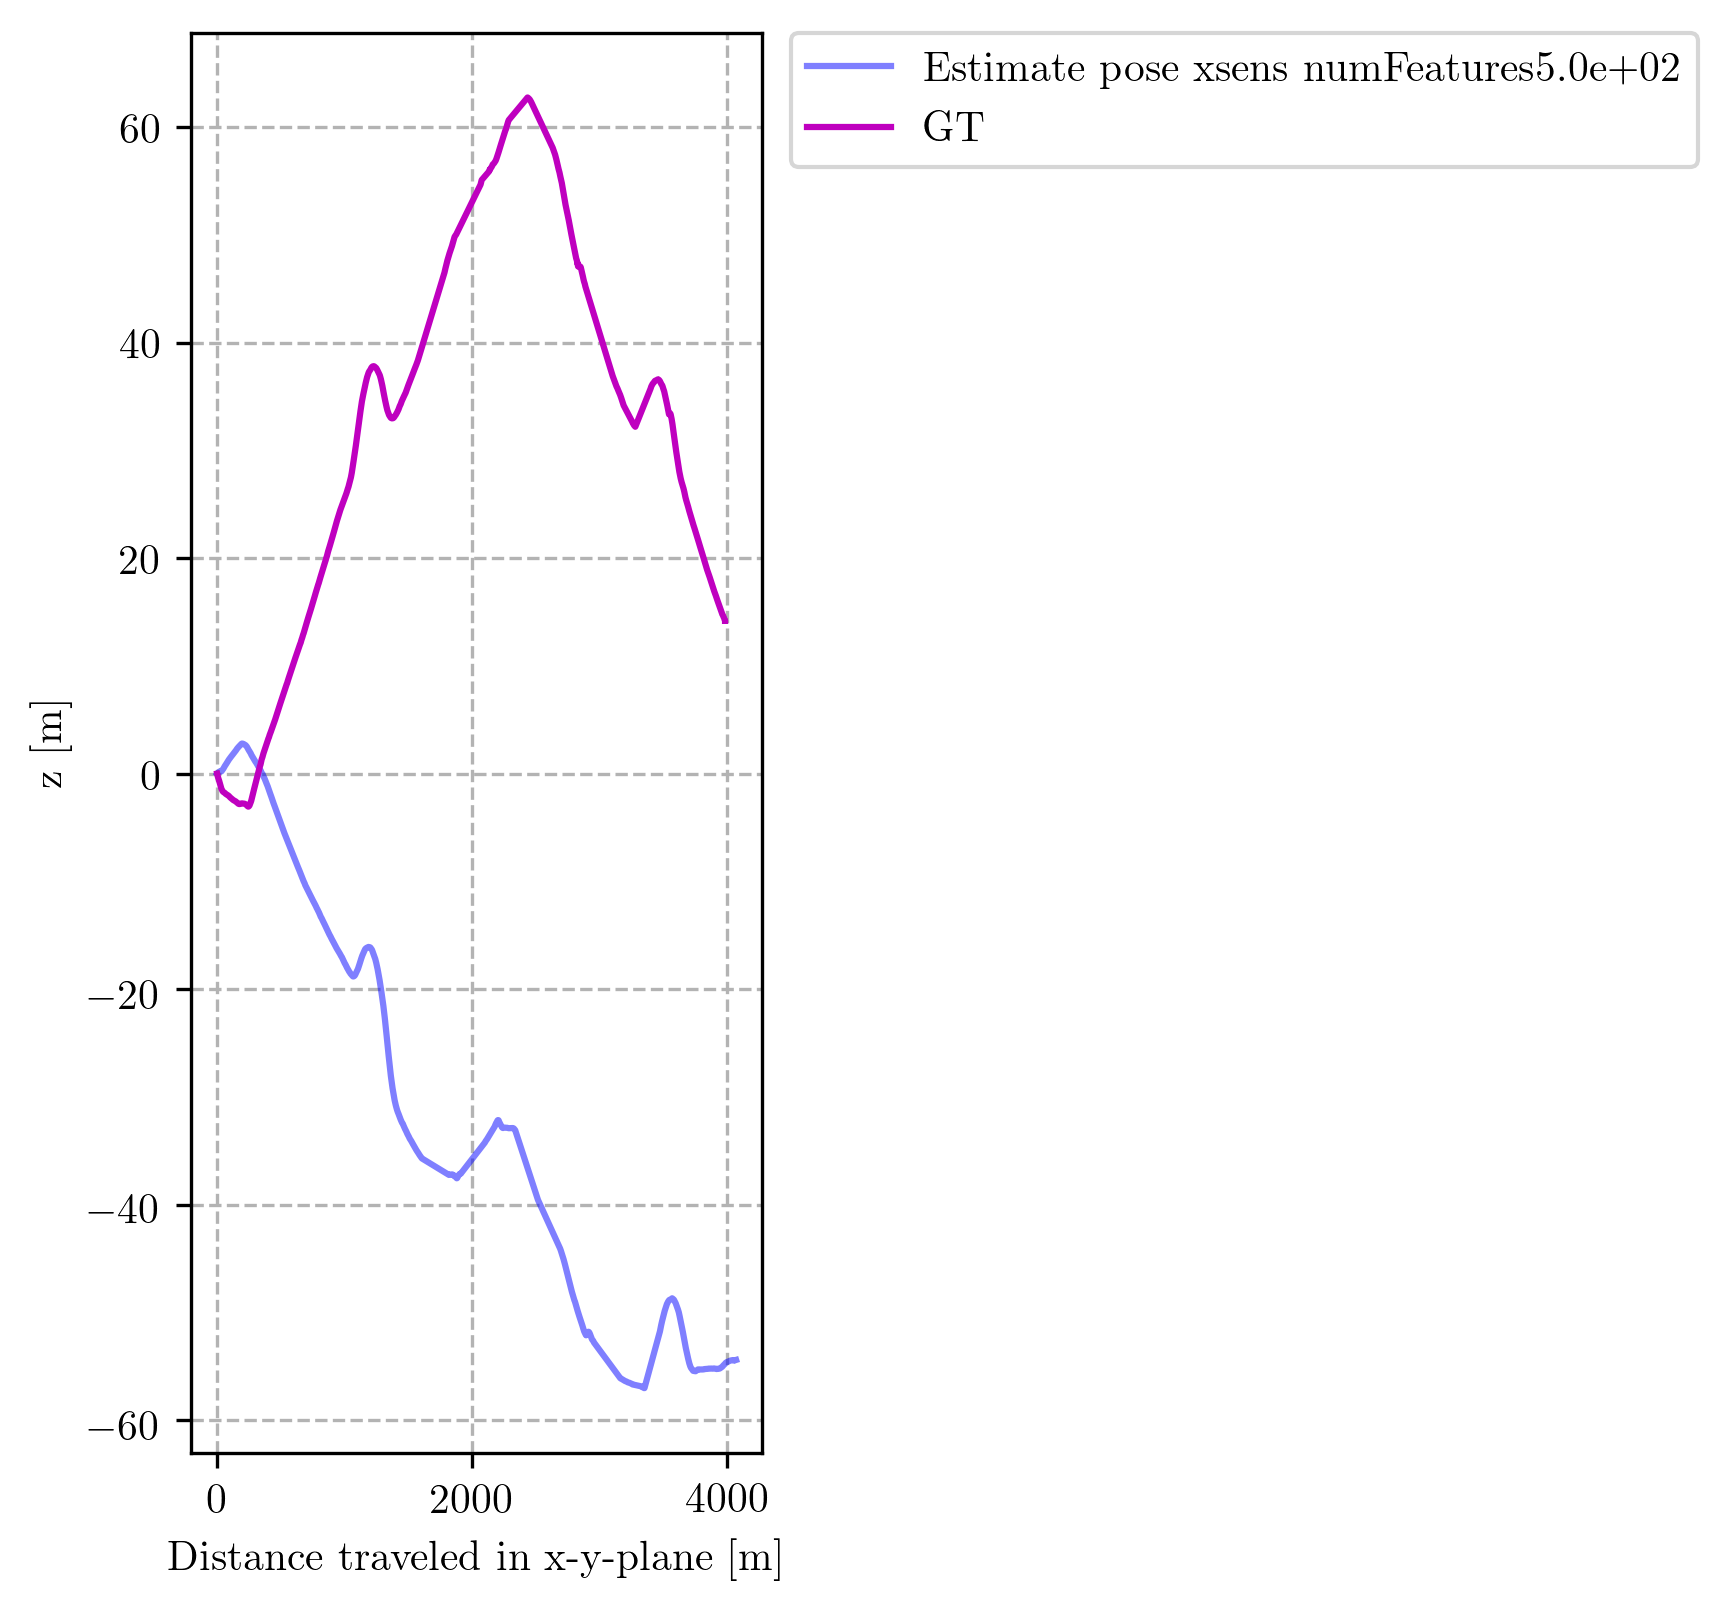 Estimate pose xsens numFeatures5.0e+02
GT
60
40
20
0
−20
−40
−60
z [m]
0 2000 4000
Distance traveled in x-y-plane [m]